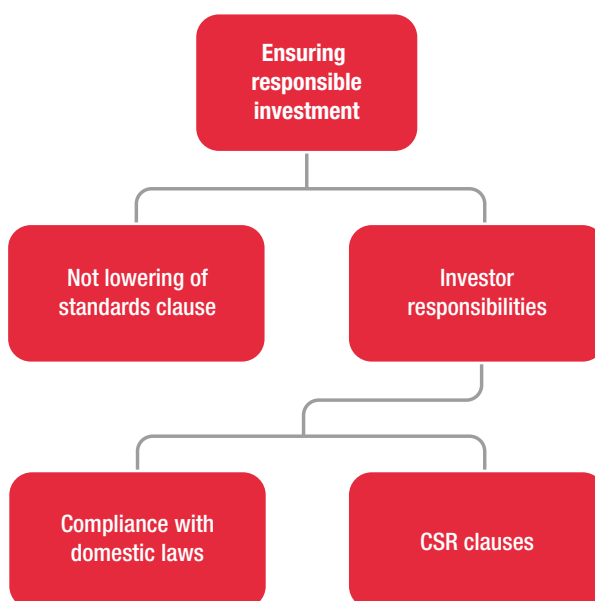 Ensuring
responsible
investment
Not lowering of
standards clause
Investor
responsibilities
Compliance with
domestic laws
CSR clauses